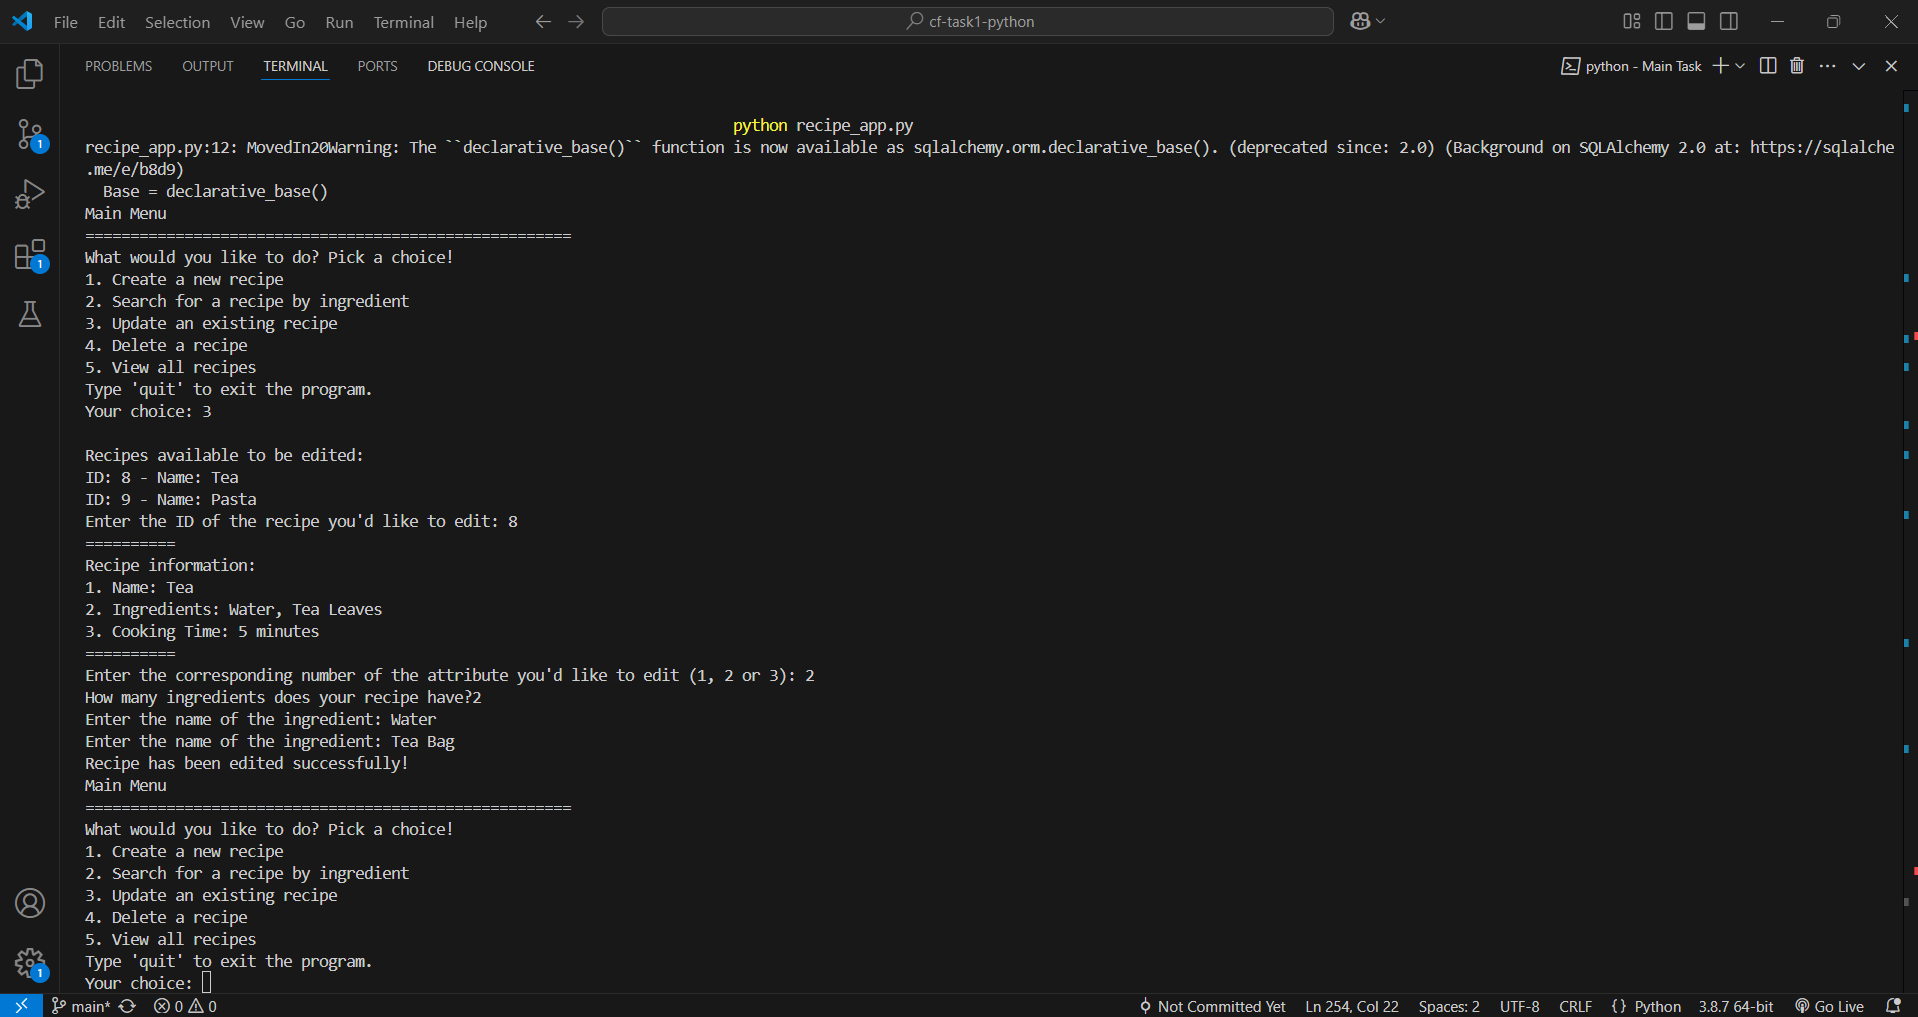 File Edit Selection View Go Run Terminal Help cf-task1-python
PROBLEMS OUTPUT TERMINAL PORTS DEBUG CONSOLE python - Main Task
python recipe_app.py
recipe_app.py:12: MovedIn20Warning: The ``declarative_base()`` function is now available as sqlalchemy.orm.declarative_base(). (deprecated since: 2.0) (Background on SQLAlchemy 2.0 at: https://sqlalche
.me/e/b8d9)
Base = declarative_base()
Main Menu
======================================================
What would you like to do? Pick a choice!
1. Create a new recipe
2. Search for a recipe by ingredient
3. Update an existing recipe
4. Delete a recipe
5. View all recipes
Type 'quit' to exit the program.
Your choice: 3
Recipes available to be edited:
ID: 8 - Name: Tea
ID: 9 - Name: Pasta
Enter the ID of the recipe you'd like to edit: 8
==========
Recipe information:
1. Name: Tea
2. Ingredients: Water, Tea Leaves
3. Cooking Time: 5 minutes
==========
Enter the corresponding number of the attribute you'd like to edit (1, 2 or 3): 2
How many ingredients does your recipe have?2
Enter the name of the ingredient: Water
Enter the name of the ingredient: Tea Bag
Recipe has been edited successfully!
Main Menu
======================================================
What would you like to do? Pick a choice!
1. Create a new recipe
2. Search for a recipe by ingredient
3. Update an existing recipe
4. Delete a recipe
5. View all recipes
Type 'quit' to exit the program.
Your choice:
1
1
1
main* 0 0 Not Committed Yet Ln 254, Col 22 Spaces: 2 UTF-8 CRLF {} Python 3.8.7 64-bit Go Live